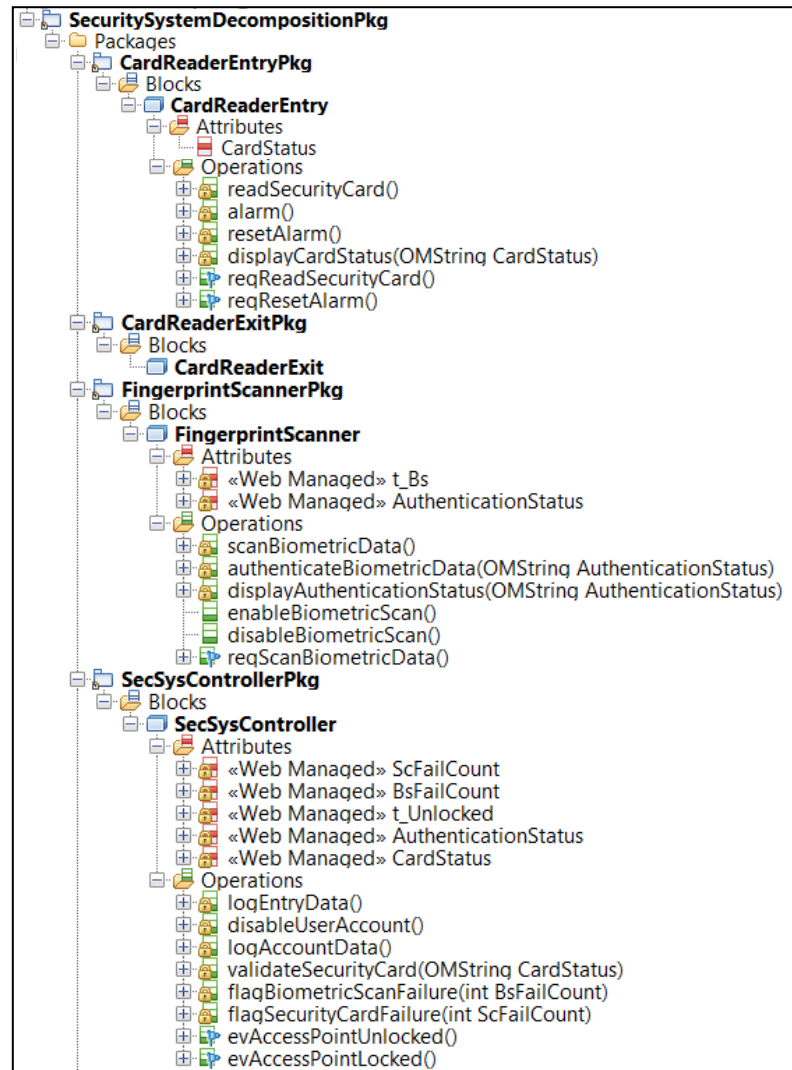 SecuritySystemDecompositionPkg
Packages
CardReaderEntryPkg
Blocks
CardReaderEntry
Attributes
CardStatus
Operations
readSecurityCard()
alarm()
resetAlarm()
displayCardStatus(OMString CardStatus)
reqReadSecurityCard()
reqResetAlarm()
CardReaderExitPkg
Blocks
CardReaderExit
FingerprintScannerPkg
Blocks
FingerprintScanner
Attributes
«Web Managed» t_Bs
«Web Managed» AuthenticationStatus
Operations
scanBiometricData()
authenticateBiometricData(OMString AuthenticationStatus)
displayAuthenticationStatus(OMString AuthenticationStatus)
enableBiometricScan()
disableBiometricScan()
reqScanBiometricData()
SecSysControllerPkg
Blocks
SecSysController
Attributes
«Web Managed» ScFailCount
«Web Managed» BsFailCount
«Web Managed» t_Unlocked
«Web Managed» AuthenticationStatus
«Web Managed» CardStatus
Operations
logEntryData()
disableUserAccount()
logAccountData()
validateSecurityCard(OMString CardStatus)
flagBiometricScanFailure(int BsFailCount)
flagSecurityCardFailure(int ScFailCount)
evAccessPointUnlocked()
evAccessPointLocked()